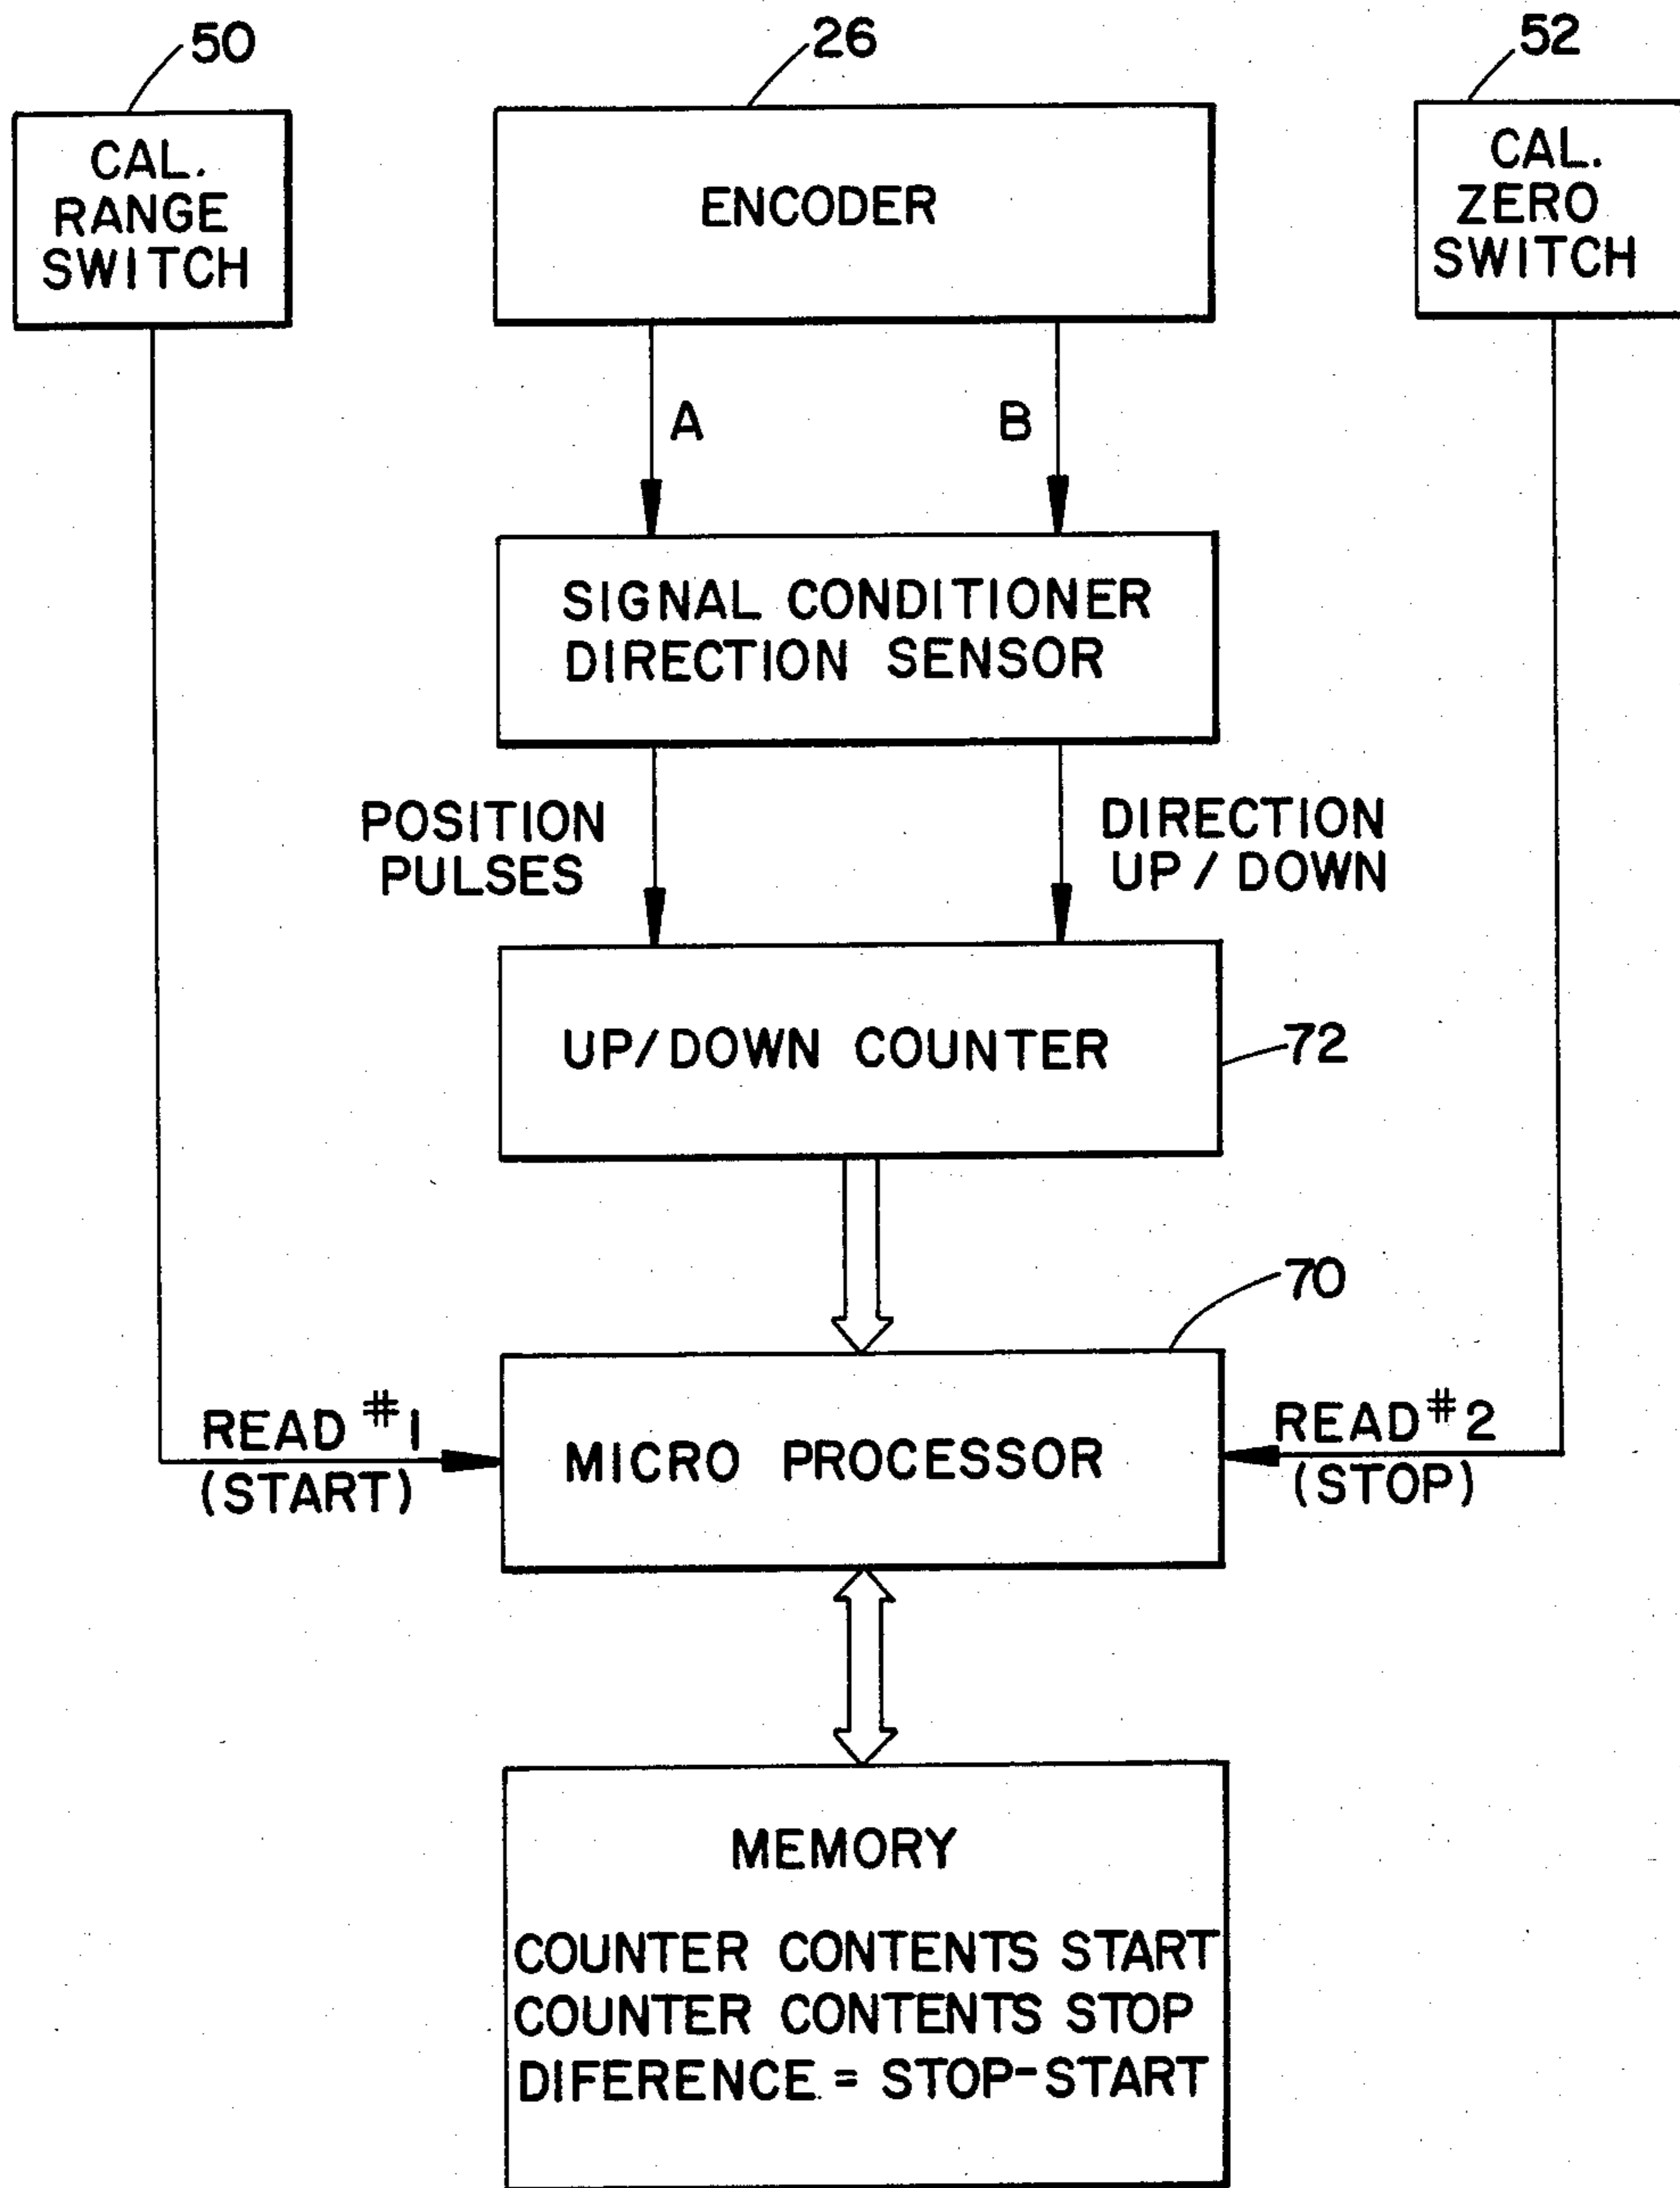 50
26
52
CAL.
RANGE
SWITCH
ENCODER
CAL.
ZERO
SWITCH
A
B
SIGNAL CONDITIONER
DIRECTION SENSOR
POSITION
PULSES
DIRECTION
UP / DOWN
UP/DOWN COUNTER
72
70
READ #1
(START)
MICRO PROCESSOR
READ #2
(STOP)
MEMORY
COUNTER CONTENTS START
COUNTER CONTENTS STOP
DIFERENCE = STOP-START